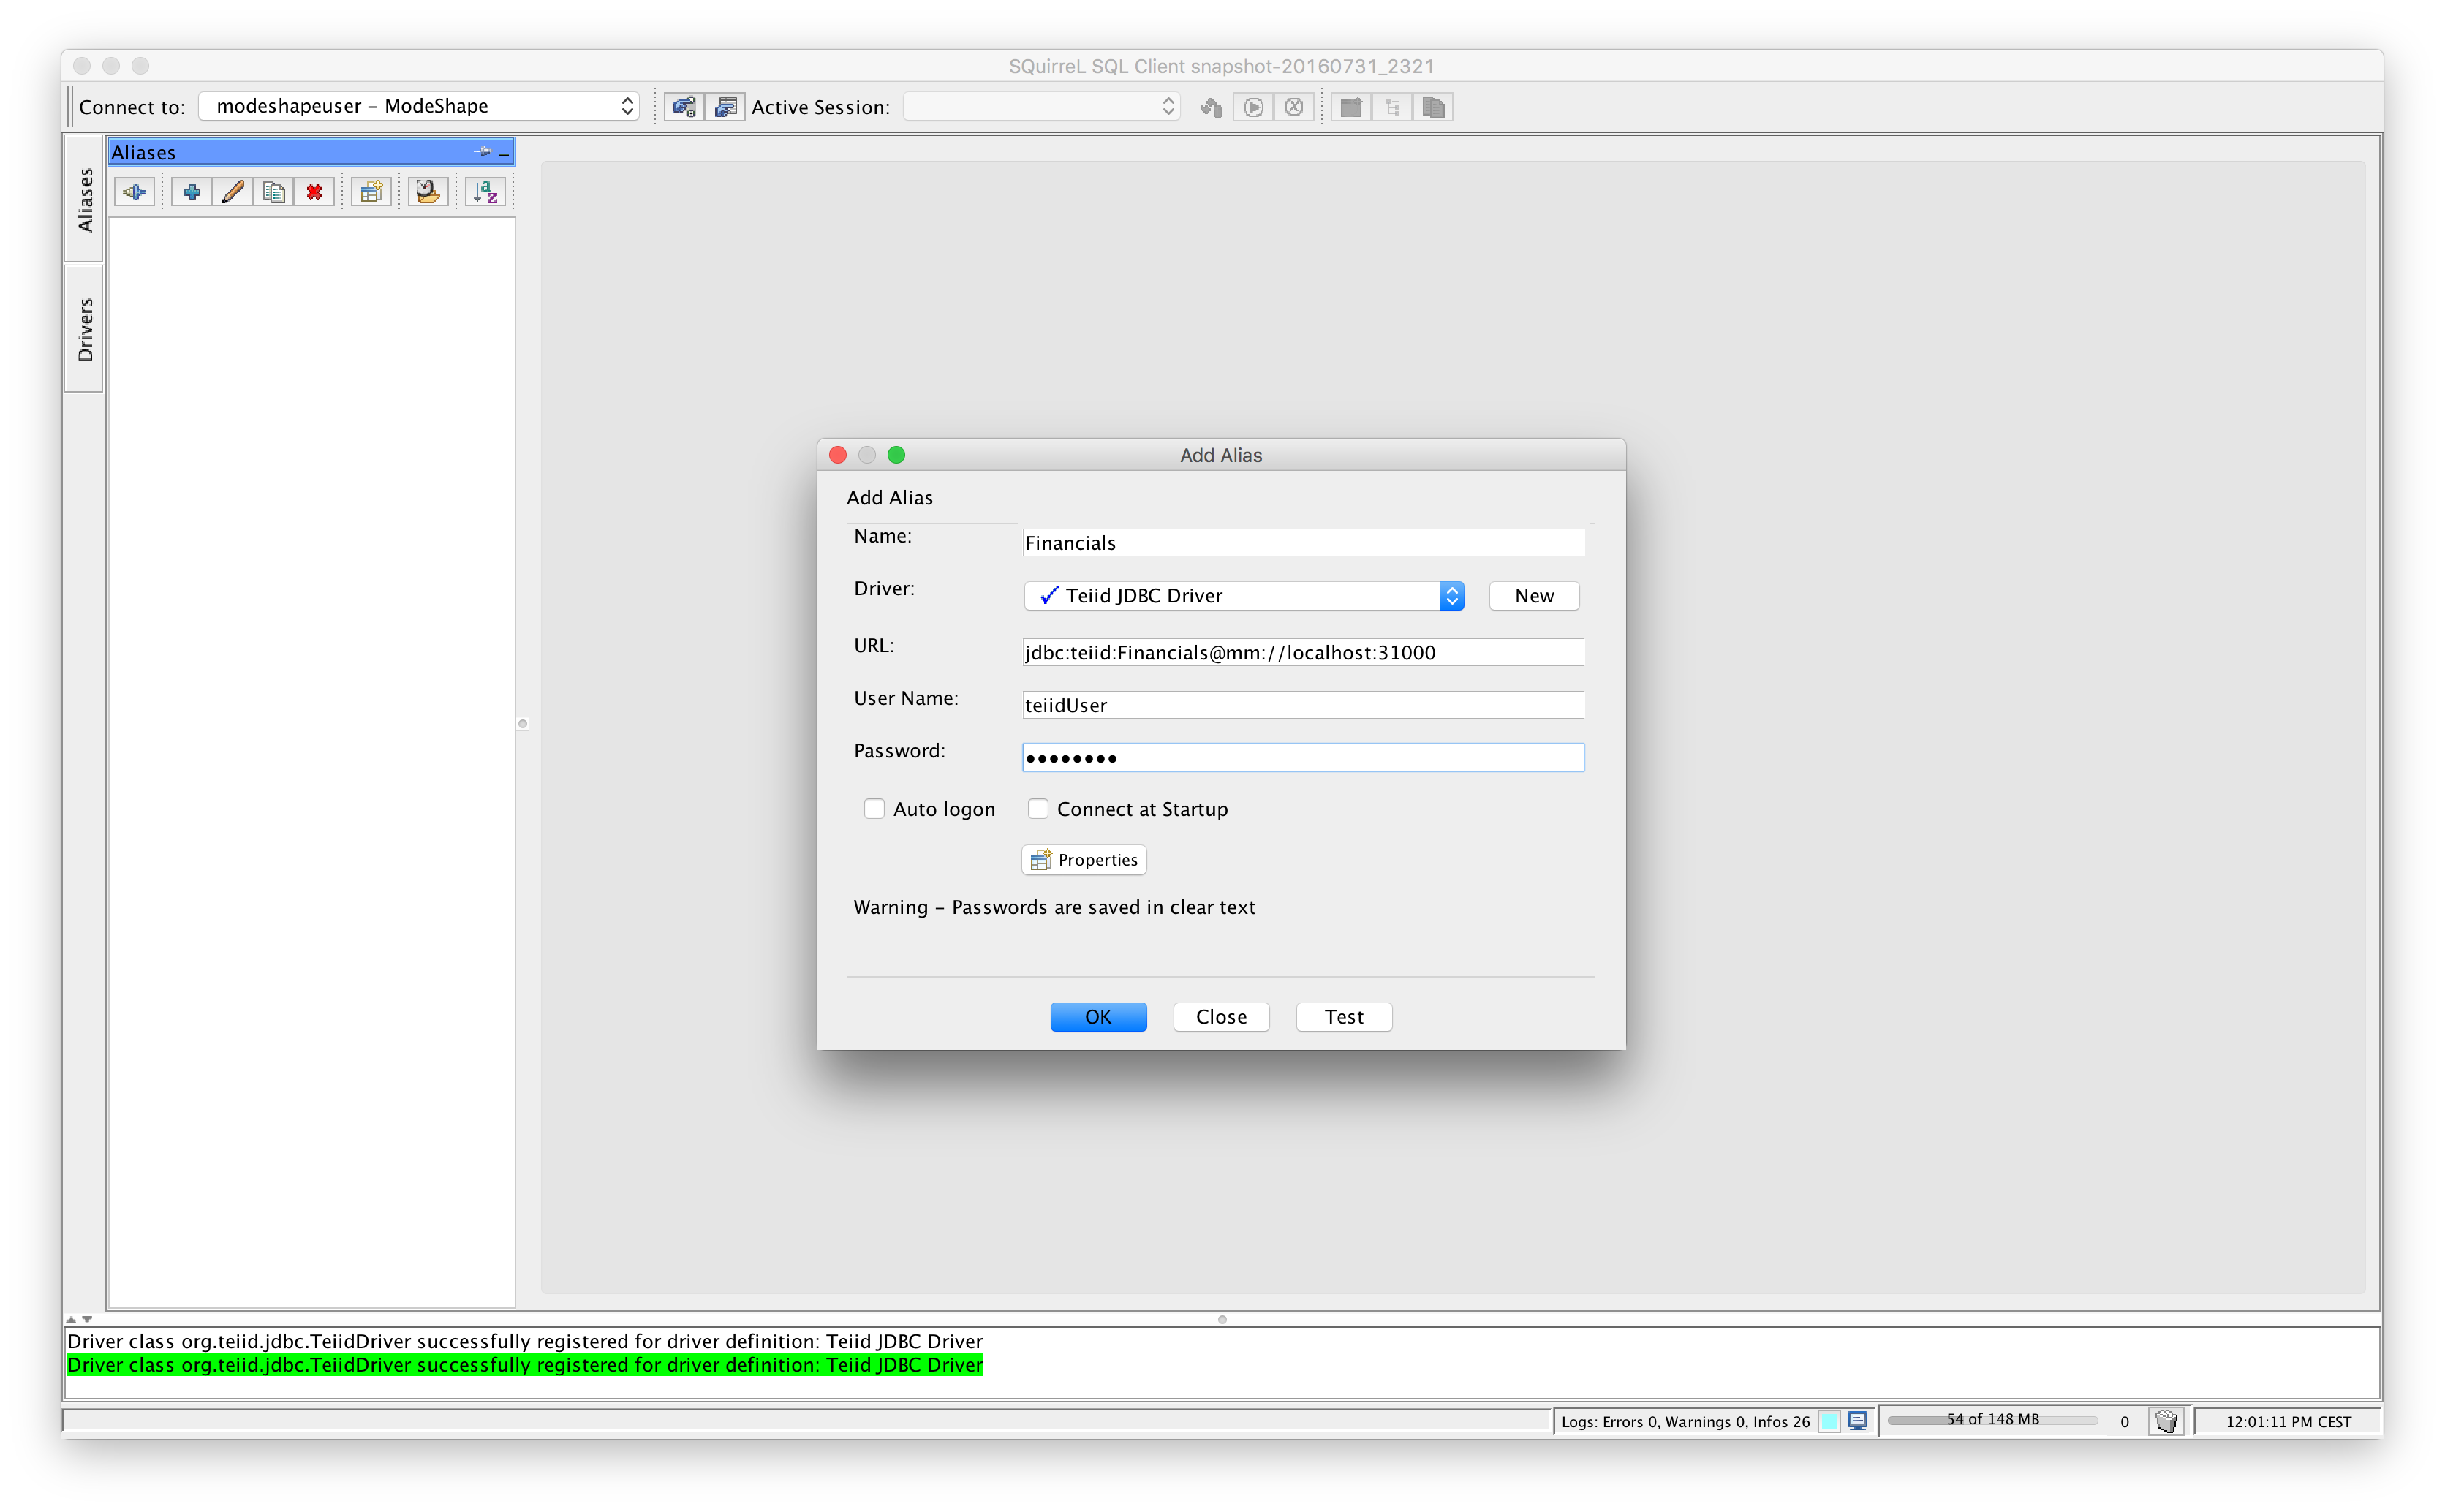 SQuirreL SQL Client snapshot-20160731_2321
Connect to: modeshapeuser – ModeShape Active Session:
Aliases
Aliases
Drivers
Add Alias
Add Alias
Name: Financials
Driver: Teiid JDBC Driver New
URL: jdbc:teiid:Financials@mm://localhost:31000
User Name: teiidUser
Password: ••••••••
Auto logon Connect at Startup
Properties
Warning – Passwords are saved in clear text
OK Close Test
Driver class org.teiid.jdbc.TeiidDriver successfully registered for driver definition: Teiid JDBC Driver
Driver class org.teiid.jdbc.TeiidDriver successfully registered for driver definition: Teiid JDBC Driver
Logs: Errors 0, Warnings 0, Infos 26 54 of 148 MB 0 12:01:11 PM CEST